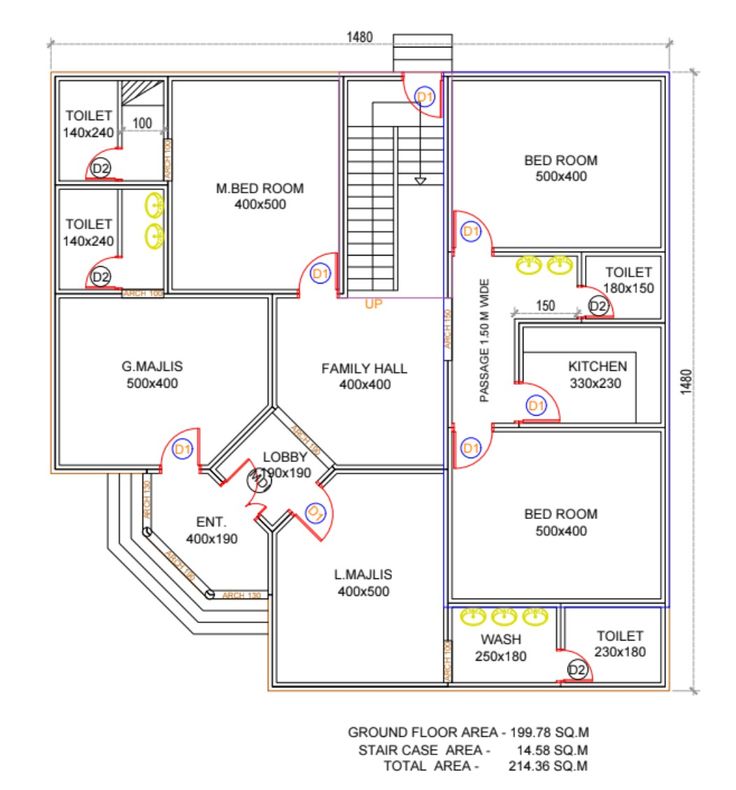 1480
TOILET
140x240
100
D2
ARCH 100
M.BED ROOM
400x500
D1
BED ROOM
500x400
D1
TOILET
140x240
D2
ARCH 100
D1
UP
ARCH 150
PASSAGE 1.50 M WIDE
150
TOILET
180x150
D2
G.MAJLIS
500x400
D1
FAMILY HALL
400x400
KITCHEN
330x230
D1
1480
ARCH 190
LOBBY
190x190
MD
D1
D1
ENT.
400x190
ARCH 130
ARCH 130
L.MAJLIS
400x500
BED ROOM
500x400
WASH
250x180
ARCH 100
TOILET
230x180
D2
GROUND FLOOR AREA - 199.78 SQ.M
STAIR CASE AREA - 14.58 SQ.M
TOTAL AREA - 214.36 SQ.M